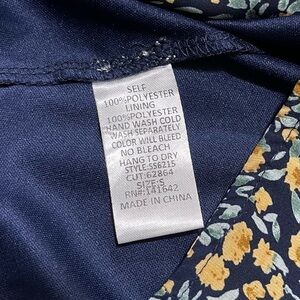 SELF
100%POLYESTER
LINING
100%POLYESTER
HAND WASH COLD
WASH SEPARATELY
COLOR WILL BLEED
NO BLEACH
HANG TO DRY
STYLE:556215
CUT:62864
SIZE:S
RN#:141642
MADE IN CHINA